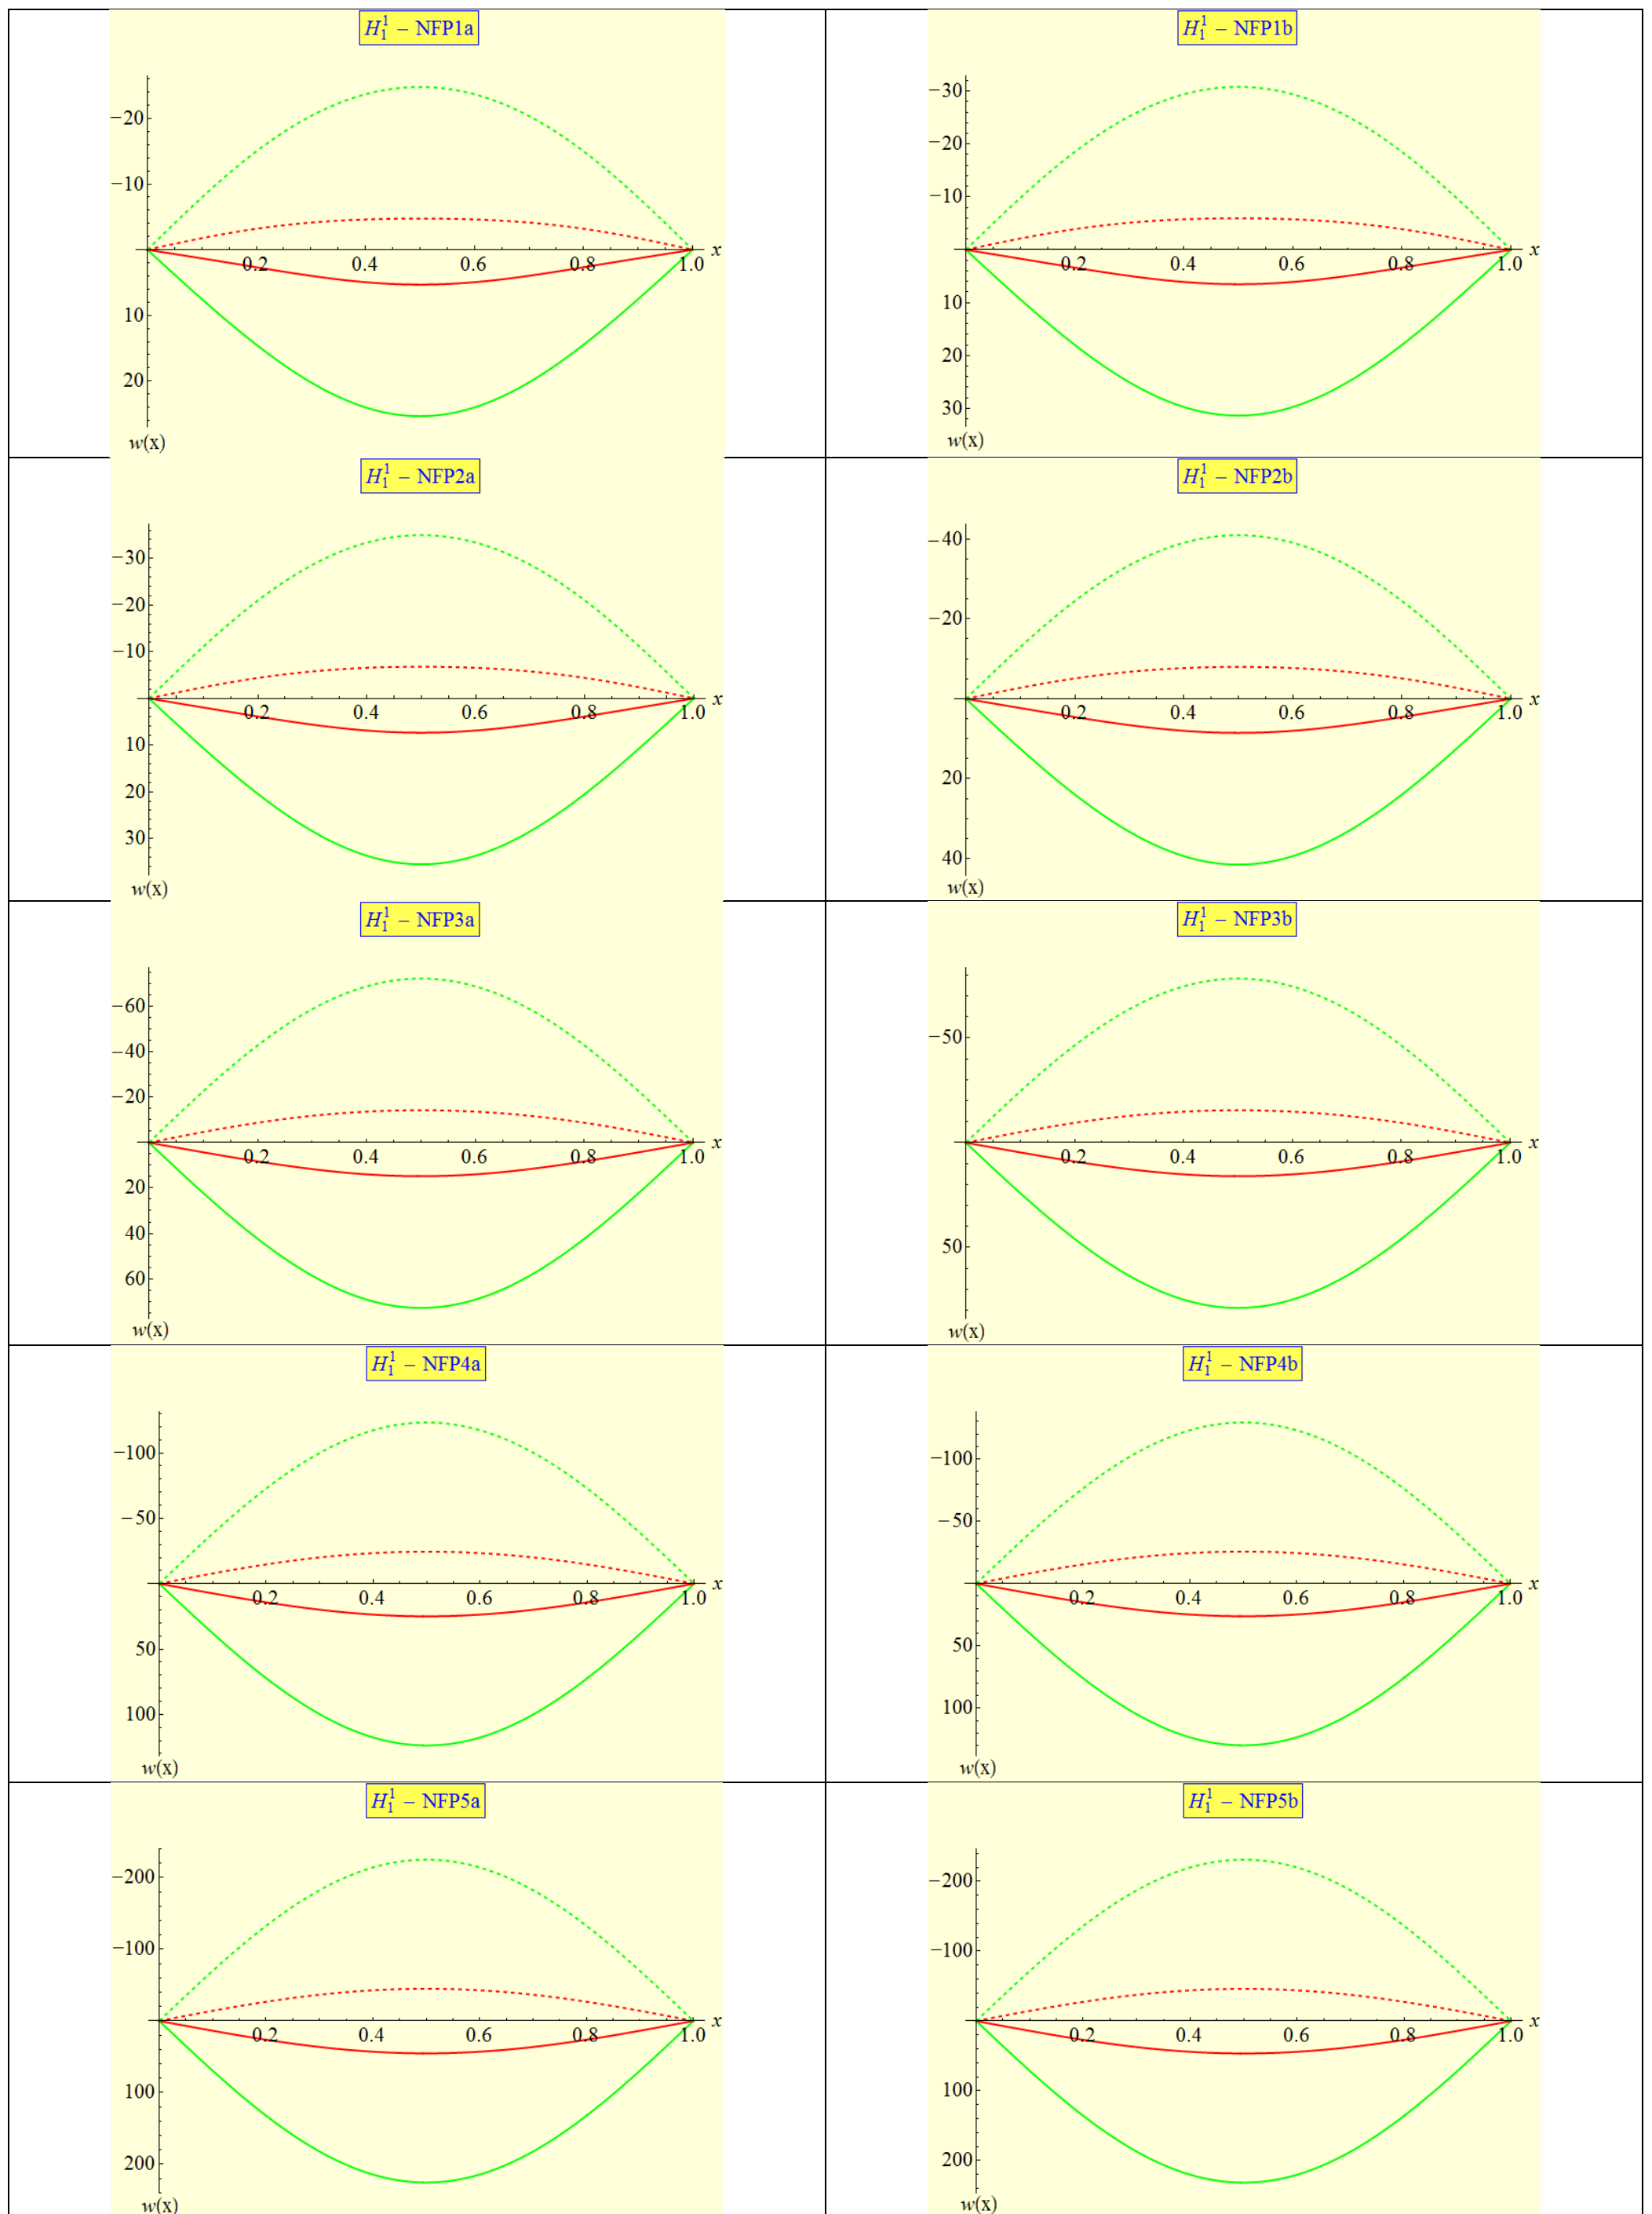 H₁¹ – NFP1a
−20
−10
0.2 0.4 0.6 0.8 1.0 x
10
20
w(x)
H₁¹ – NFP1b
−30
−20
−10
0.2 0.4 0.6 0.8 1.0 x
10
20
30
w(x)
H₁¹ – NFP2a
−30
−20
−10
0.2 0.4 0.6 0.8 1.0 x
10
20
30
w(x)
H₁¹ – NFP2b
−40
−20
0.2 0.4 0.6 0.8 1.0 x
20
40
w(x)
H₁¹ – NFP3a
−60
−40
−20
0.2 0.4 0.6 0.8 1.0 x
20
40
60
w(x)
H₁¹ – NFP3b
−50
0.2 0.4 0.6 0.8 1.0 x
50
w(x)
H₁¹ – NFP4a
−100
−50
0.2 0.4 0.6 0.8 1.0 x
50
100
w(x)
H₁¹ – NFP4b
−100
−50
0.2 0.4 0.6 0.8 1.0 x
50
100
w(x)
H₁¹ – NFP5a
−200
−100
0.2 0.4 0.6 0.8 1.0 x
100
200
w(x)
H₁¹ – NFP5b
−200
−100
0.2 0.4 0.6 0.8 1.0 x
100
200
w(x)